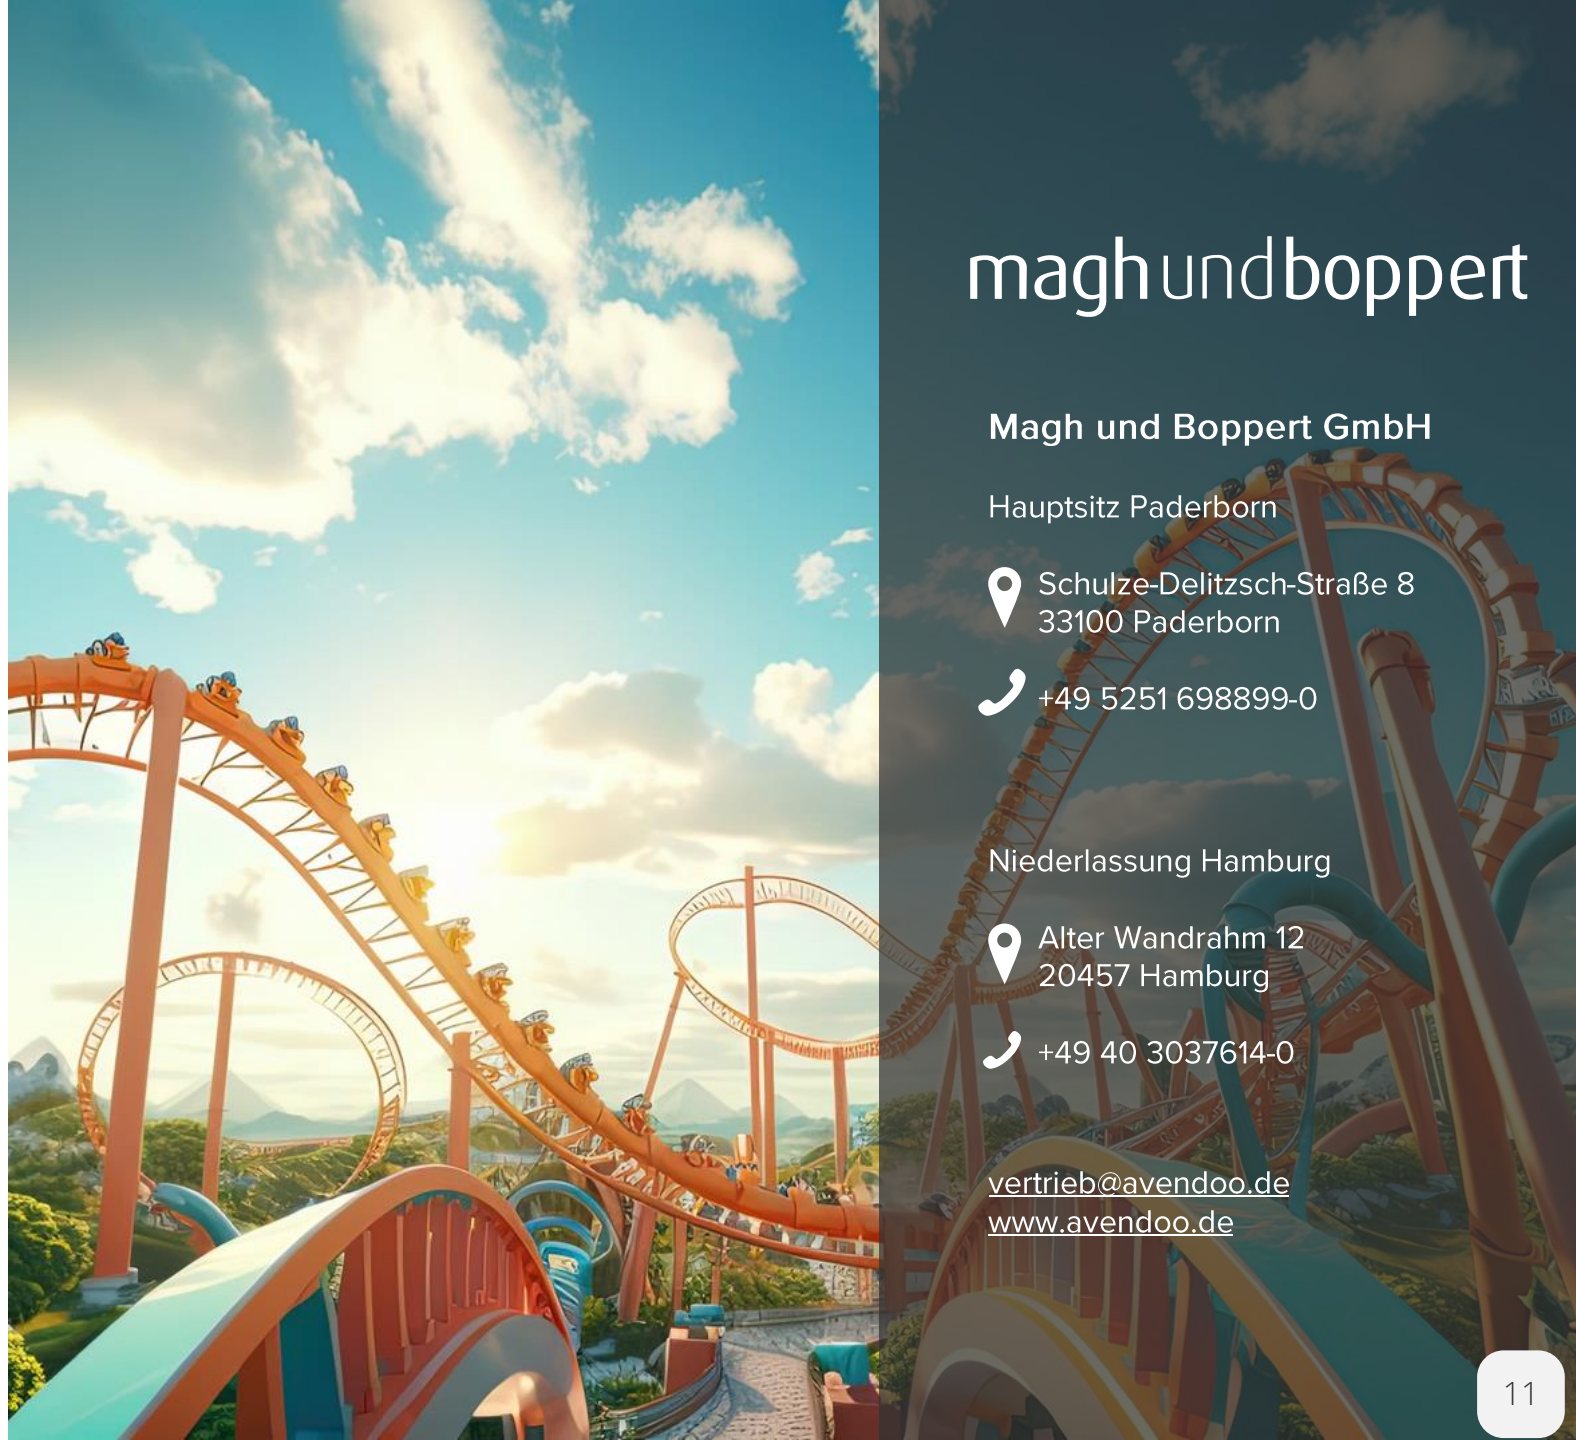 maghundboppert
Magh und Boppert GmbH
Hauptsitz Paderborn
Schulze-Delitzsch-Straße 8
33100 Paderborn
+49 5251 698899-0
Niederlassung Hamburg
Alter Wandrahm 12
20457 Hamburg
+49 40 3037614-0
vertrieb@avendoo.de
www.avendoo.de
11